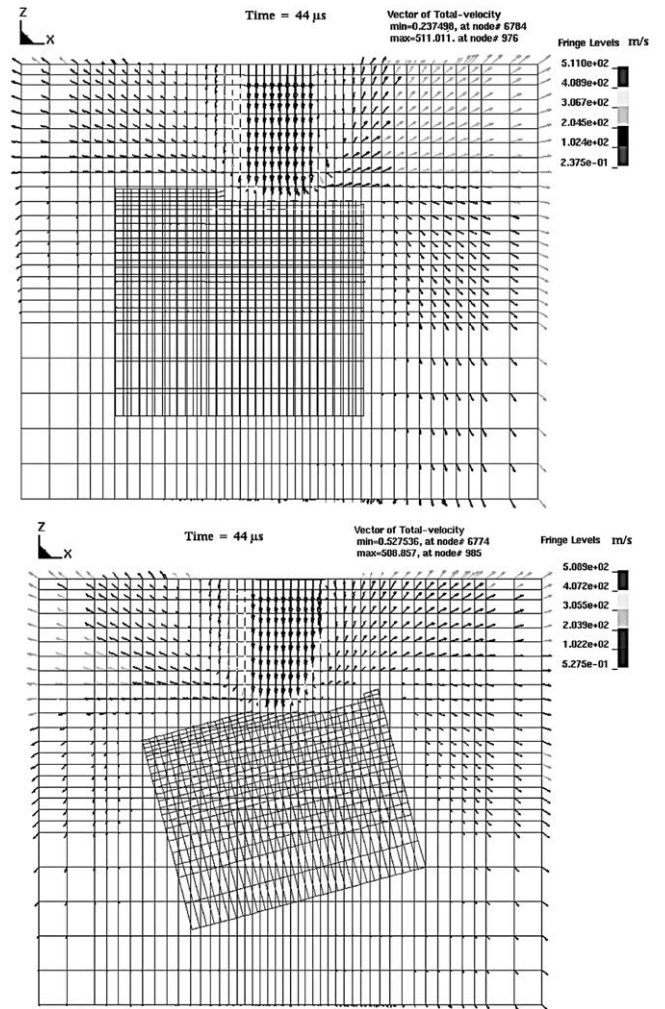 Z
X
Time = 44 µs
Vector of Total-velocity
min=0.237498, at node# 6784
max=511.011, at node# 976
Fringe Levels m/s
5.110e+02
4.089e+02
3.067e+02
2.045e+02
1.024e+02
2.375e-01
Z
X
Time = 44 µs
Vector of Total-velocity
min=0.527536, at node# 6774
max=508.857, at node# 985
Fringe Levels m/s
5.089e+02
4.072e+02
3.055e+02
2.039e+02
1.022e+02
5.275e-01